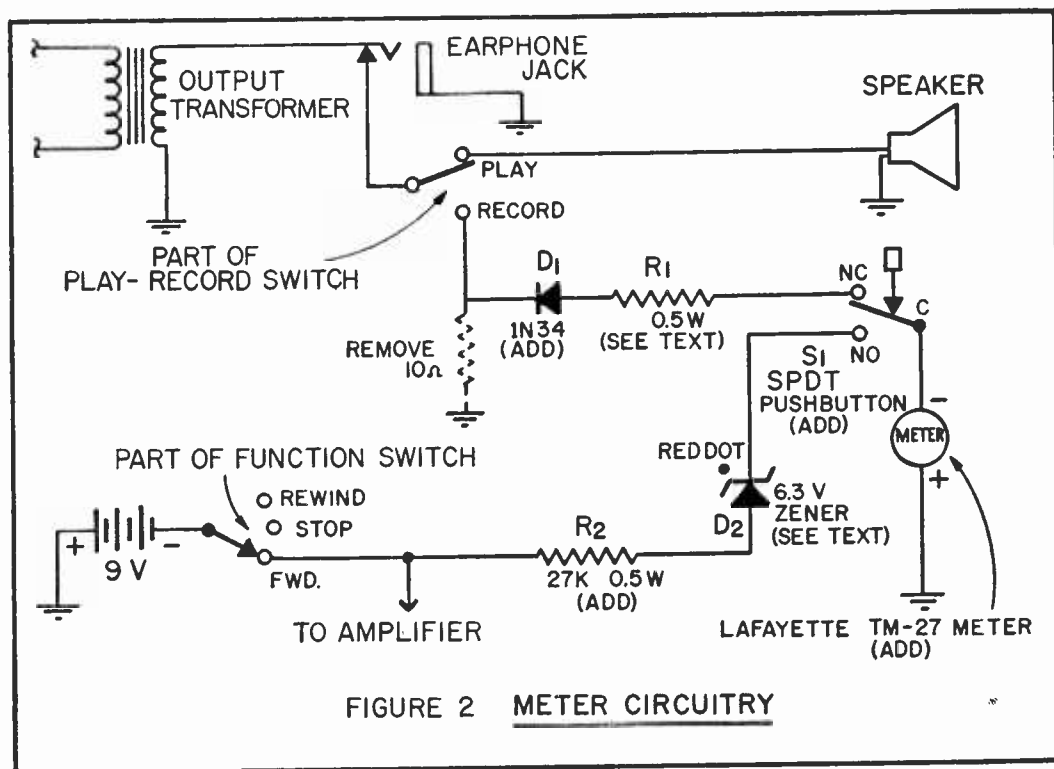 OUTPUT
TRANSFORMER
EARPHONE
JACK
SPEAKER
PLAY
RECORD
PART OF
PLAY-RECORD SWITCH
D1
1N34
(ADD)
R1
0.5W
(SEE TEXT)
NC
C
NO
S1
SPDT
PUSHBUTTON
(ADD)
REMOVE
10Ω
-
METER
+
RED DOT
6.3 V
ZENER
(SEE TEXT)
D2
PART OF FUNCTION SWITCH
REWIND
STOP
FWD.
+
-
9 V
R2
27K 0.5W
(ADD)
TO AMPLIFIER
LAFAYETTE TM-27 METER
(ADD)
FIGURE 2 METER CIRCUITRY